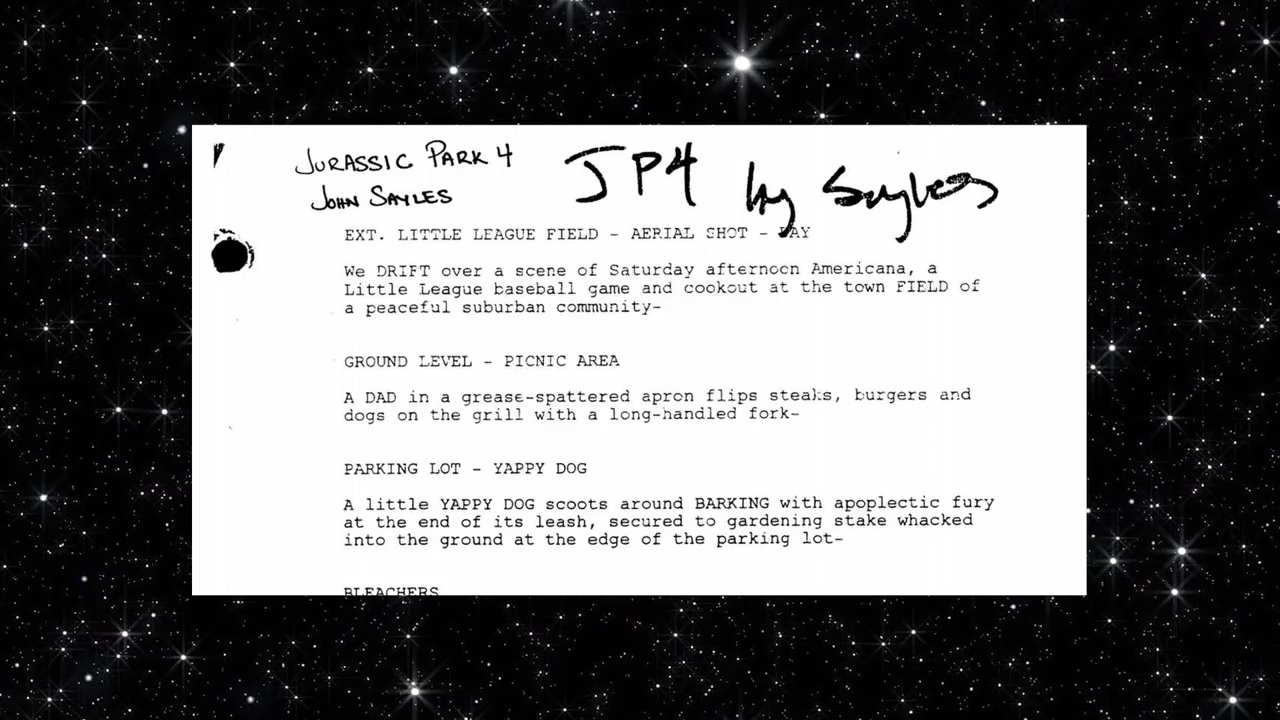 JURASSIC PARK 4
JOHN SAYLES
JP4 by Sayles
EXT. LITTLE LEAGUE FIELD - AERIAL SHOT - DAY
We DRIFT over a scene of Saturday afternoon Americana, a
Little League baseball game and cookout at the town FIELD of
a peaceful suburban community-
GROUND LEVEL - PICNIC AREA
A DAD in a grease-spattered apron flips steaks, burgers and
dogs on the grill with a long-handled fork-
PARKING LOT - YAPPY DOG
A little YAPPY DOG scoots around BARKING with apoplectic fury
at the end of its leash, secured to gardening stake whacked
into the ground at the edge of the parking lot-
BLEACHERS